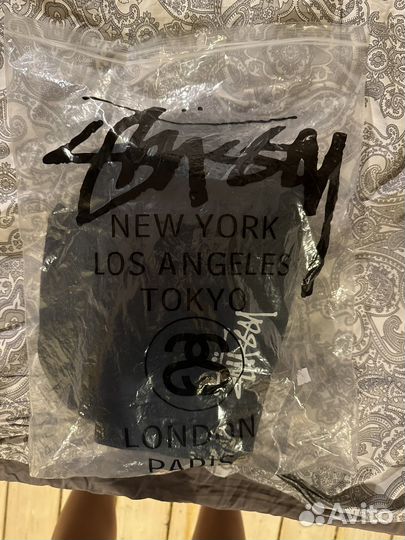 Stüssy
NEW YORK
LOS ANGELES
TOKYO
LONDON
PARIS
Avito